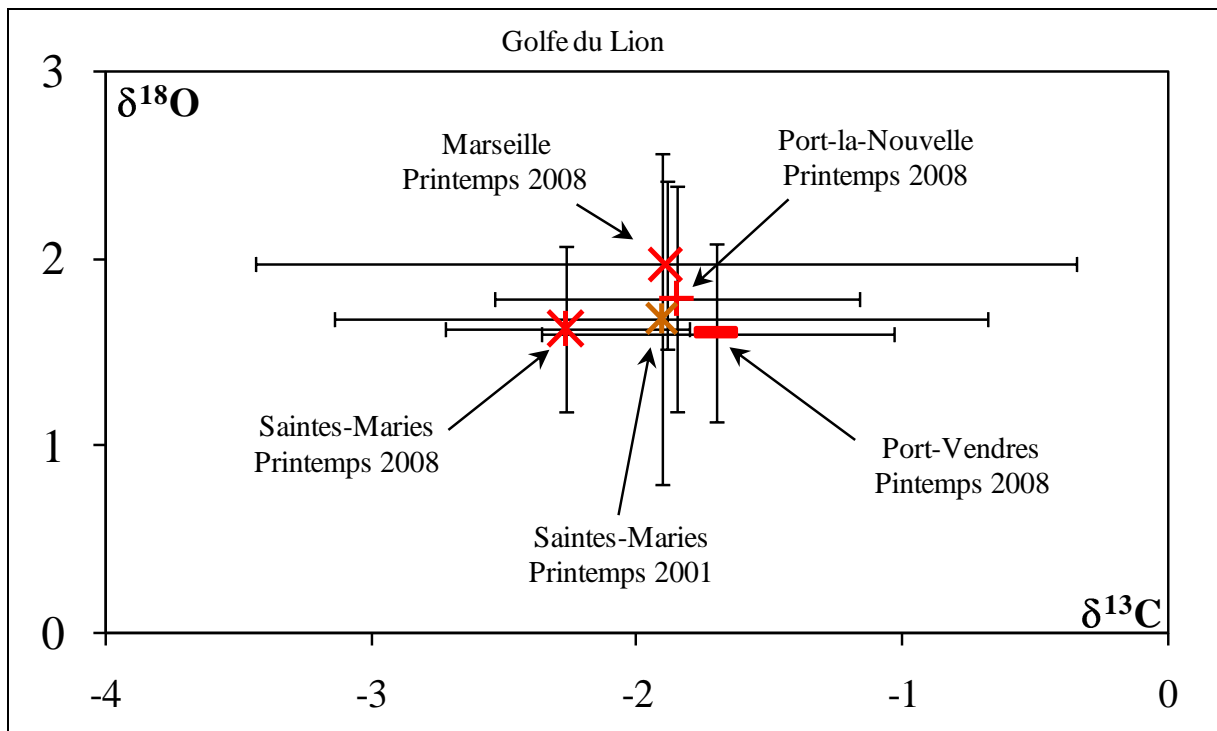 Golfe du Lion
3
δ18O
Marseille
Printemps 2008
Port-la-Nouvelle
Printemps 2008
2
Saintes-Maries
Printemps 2008
Port-Vendres
Pintemps 2008
1
Saintes-Maries
Printemps 2001
δ13C
0
-4 -3 -2 -1 0